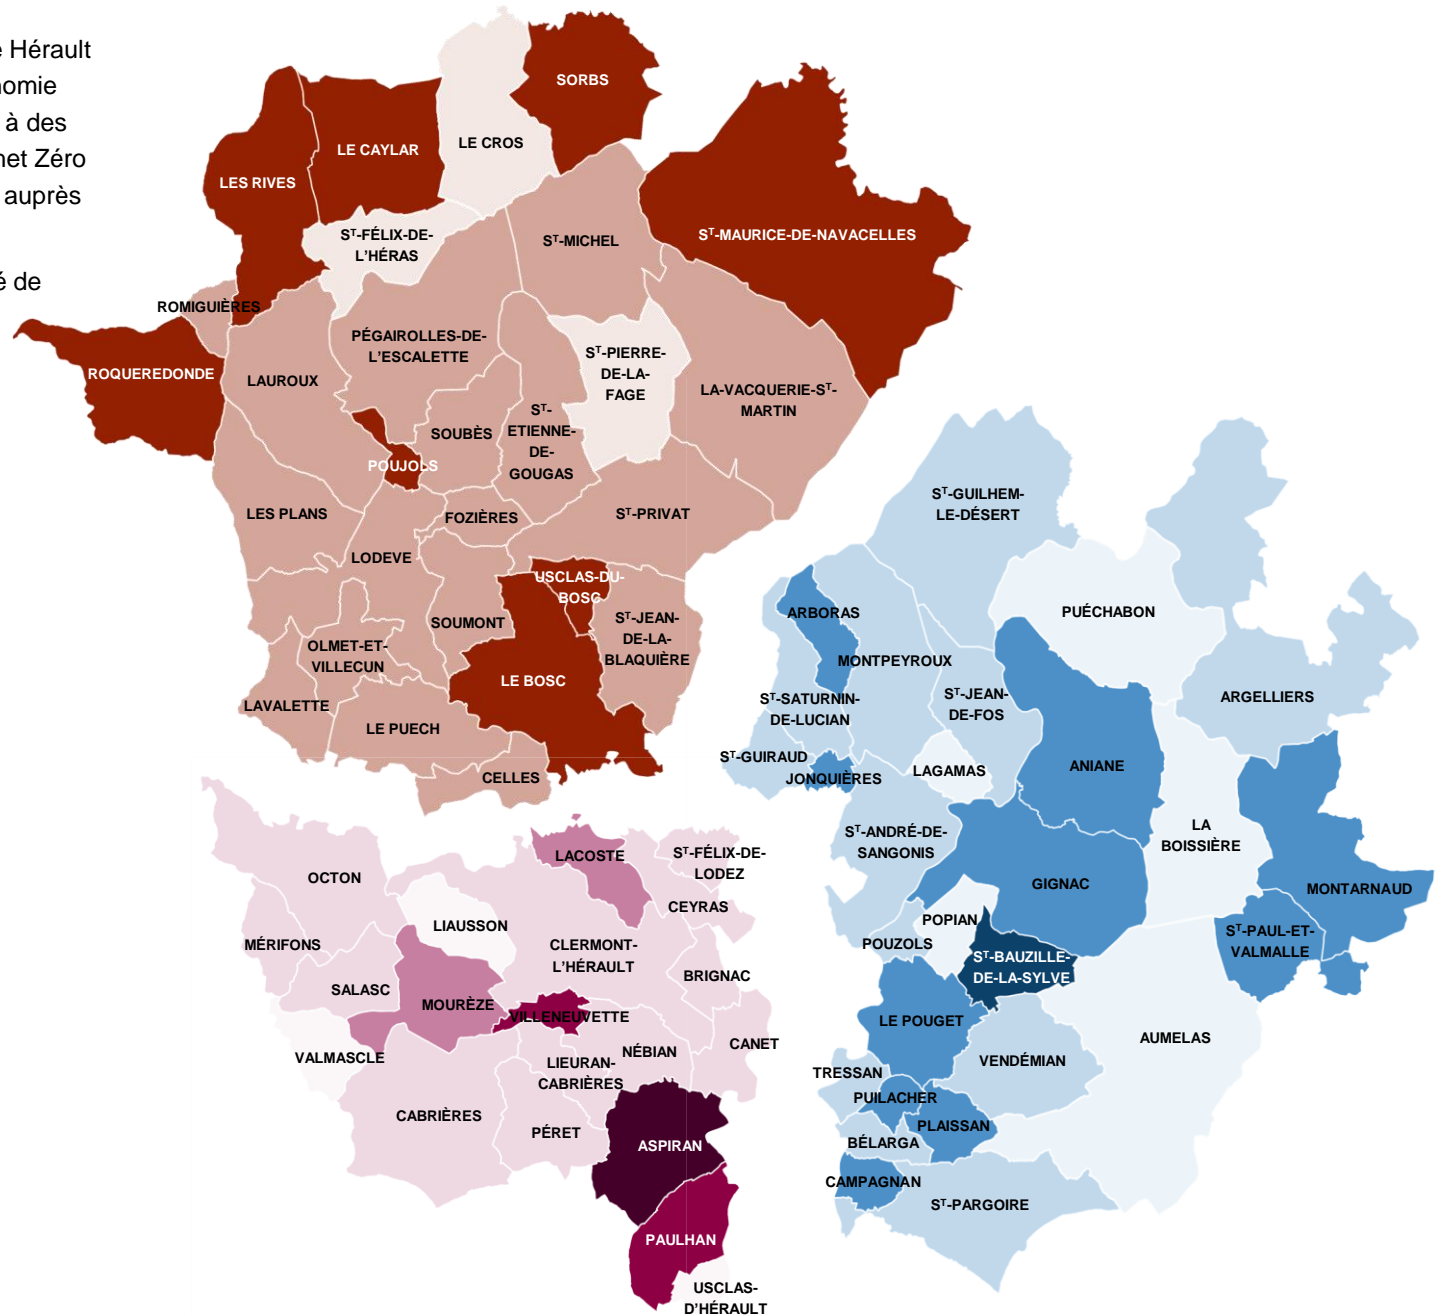 e Hérault
nomie
à des
net Zéro
auprès
é de
SORBS
LE CROS
LE CAYLAR
LES RIVES
Sᵀ-FÉLIX-DE-
L'HÉRAS
Sᵀ-MICHEL
Sᵀ-MAURICE-DE-NAVACELLES
ROMIGUIÈRES
ROQUEREDONDE
LAUROUX
PÉGAIROLLES-DE-
L'ESCALETTE
Sᵀ-PIERRE-
DE-LA-
FAGE
LA-VACQUERIE-Sᵀ-
MARTIN
Sᵀ-
ETIENNE-
DE-
GOUGAS
SOUBÈS
POUJOLS
LES PLANS
FOZIÈRES
Sᵀ-PRIVAT
LODEVE
USCLAS-DU-
BOSC
SOUMONT
Sᵀ-JEAN-
DE-LA-
BLAQUIÈRE
OLMET-ET-
VILLECUN
LE BOSC
LAVALETTE
LE PUECH
CELLES
Sᵀ-GUILHEM-
LE-DÉSERT
PUÉCHABON
ARBORAS
MONTPEYROUX
ARGELLIERS
Sᵀ-SATURNIN-
DE-LUCIAN
Sᵀ-JEAN-
DE-FOS
Sᵀ-GUIRAUD
JONQUIÈRES
LAGAMAS
ANIANE
Sᵀ-ANDRÉ-DE-
SANGONIS
LA
BOISSIÈRE
GIGNAC
MONTARNAUD
POPIAN
POUZOLS
Sᵀ-PAUL-ET-
VALMALLE
Sᵀ-BAUZILLE-
DE-LA-SYLVE
LE POUGET
AUMELAS
VENDÉMIAN
TRESSAN
PUILACHER
PLAISSAN
BÉLARGA
CAMPAGNAN
Sᵀ-PARGOIRE
LACOSTE
Sᵀ-FÉLIX-DE-
LODEZ
OCTON
CEYRAS
LIAUSSON
MÉRIFONS
CLERMONT-
L'HÉRAULT
BRIGNAC
SALASC
MOURÈZE
VILLENEUVETTE
VALMASCLE
NÉBIAN
CANET
LIEURAN-
CABRIÈRES
CABRIÈRES
PÉRET
ASPIRAN
PAULHAN
USCLAS-
D'HÉRAULT